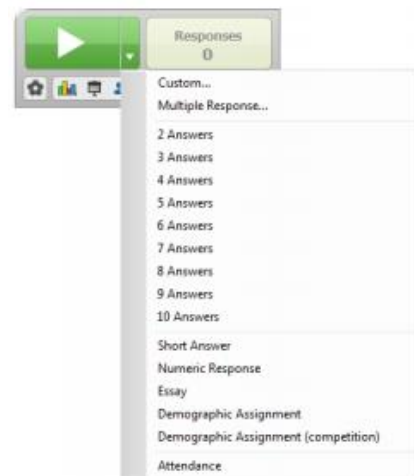 Responses
0
Custom...
Multiple Response...
2 Answers
3 Answers
4 Answers
5 Answers
6 Answers
7 Answers
8 Answers
9 Answers
10 Answers
Short Answer
Numeric Response
Essay
Demographic Assignment
Demographic Assignment (competition)
Attendance